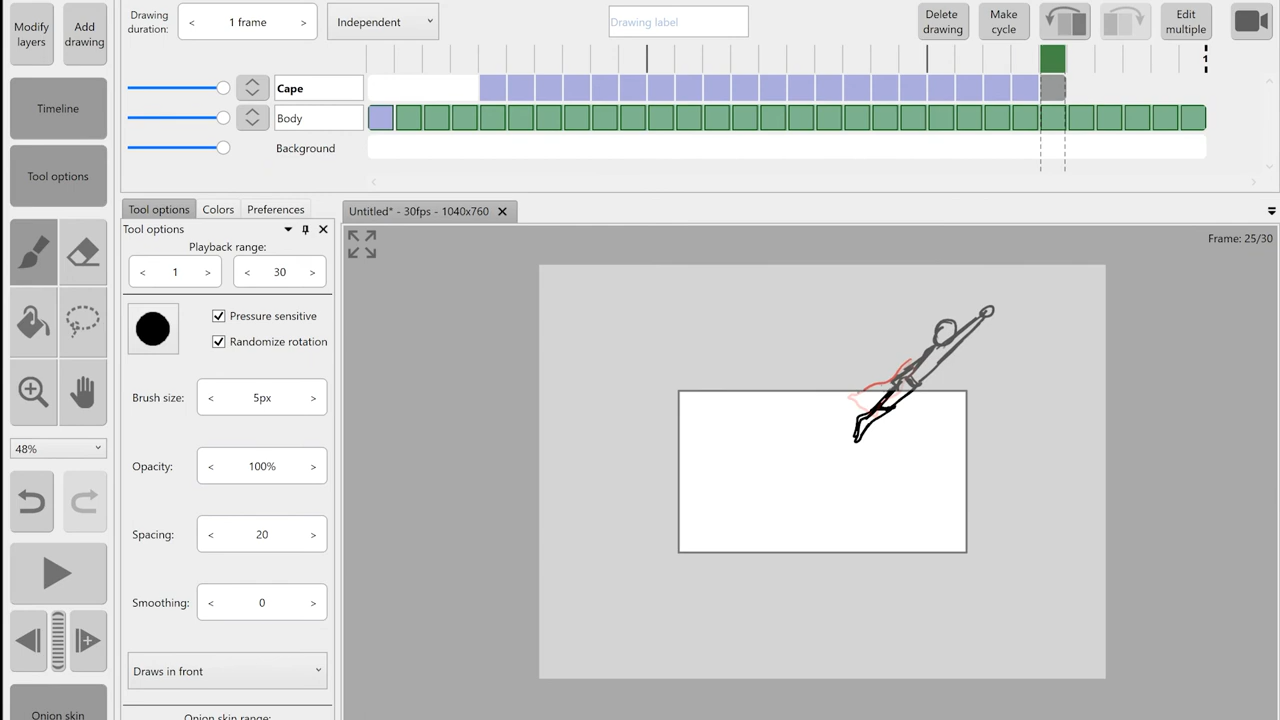 Modify
layers
Add
drawing
Drawing
duration:
< 1 frame >
Independent
Drawing label
Delete
drawing
Make
cycle
Edit
multiple
1
Timeline
Cape
Body
Background
Tool options
Tool options Colors Preferences
Untitled* - 30fps - 1040x760
Tool options
Frame: 25/30
Playback range:
< 1 >
< 30 >
Pressure sensitive
Randomize rotation
Brush size:
< 5px >
48%
Opacity:
< 100% >
Spacing:
< 20 >
Smoothing:
< 0 >
Draws in front
Onion skin
Onion skin range: